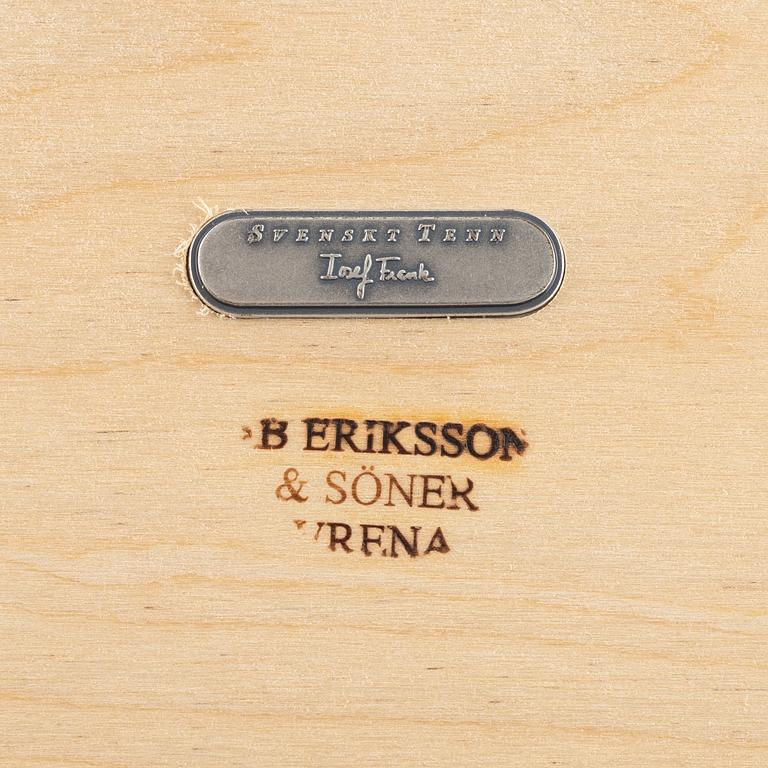 SVENSKT TENN
Josef Frank
B ERIKSSON
& SÖNER
VRENA